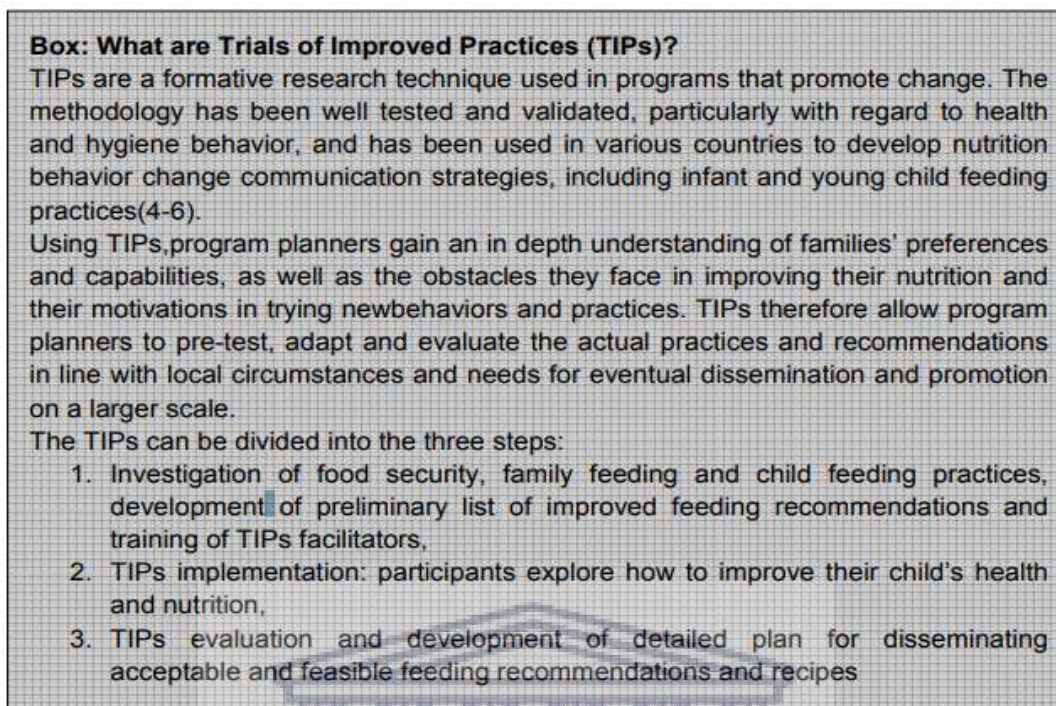 Box: What are Trials of Improved Practices (TIPs)?
TIPs are a formative research technique used in programs that promote change. The
methodology has been well tested and validated, particularly with regard to health
and hygiene behavior, and has been used in various countries to develop nutrition
behavior change communication strategies, including infant and young child feeding
practices(4-6).
Using TIPs,program planners gain an in depth understanding of families' preferences
and capabilities, as well as the obstacles they face in improving their nutrition and
their motivations in trying newbehaviors and practices. TIPs therefore allow program
planners to pre-test, adapt and evaluate the actual practices and recommendations
in line with local circumstances and needs for eventual dissemination and promotion
on a larger scale.
The TIPs can be divided into the three steps:
1. Investigation of food security, family feeding and child feeding practices,
development of preliminary list of improved feeding recommendations and
training of TIPs facilitators,
2. TIPs implementation: participants explore how to improve their child's health
and nutrition,
3. TIPs evaluation and development of detailed plan for disseminating
acceptable and feasible feeding recommendations and recipes